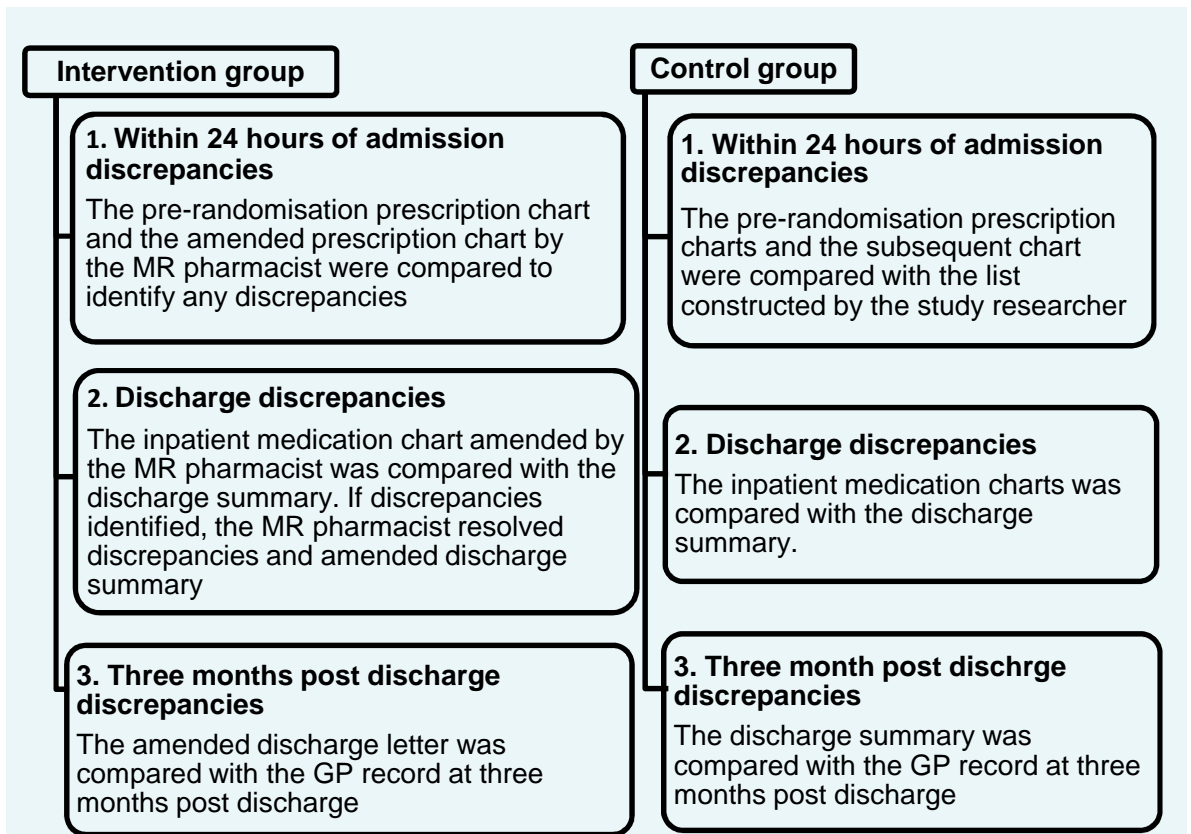 Intervention group
1. Within 24 hours of admission
discrepancies
The pre-randomisation prescription chart
and the amended prescription chart by
the MR pharmacist were compared to
identify any discrepancies
2. Discharge discrepancies
The inpatient medication chart amended by
the MR pharmacist was compared with the
discharge summary. If discrepancies
identified, the MR pharmacist resolved
discrepancies and amended discharge
summary
3. Three months post discharge
discrepancies
The amended discharge letter was
compared with the GP record at three
months post discharge
Control group
1. Within 24 hours of admission
discrepancies
The pre-randomisation prescription
charts and the subsequent chart
were compared with the list
constructed by the study researcher
2. Discharge discrepancies
The inpatient medication charts was
compared with the discharge
summary.
3. Three month post dischrge
discrepancies
The discharge summary was
compared with the GP record at three
months post discharge